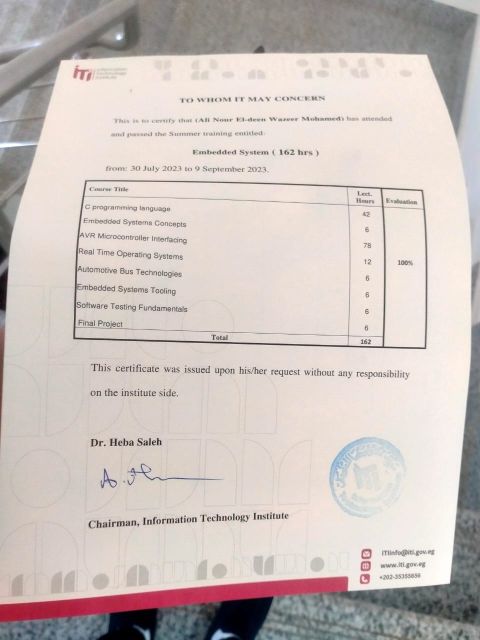 iTi Information
Technology
Institute
TO WHOM IT MAY CONCERN
This is to certify that (Ali Nour El-deen Wazeer Mohamed) has attended
and passed the Summer training entitled:
Embedded System ( 162 hrs )
from: 30 July 2023 to 9 September 2023.
Course Title Lect. Hours Evaluation
C programming language 42
Embedded Systems Concepts 6
AVR Microcontroller Interfacing 78
Real Time Operating Systems 12 100%
Automotive Bus Technologies 6
Embedded Systems Tooling 6
Software Testing Fundamentals 6
Final Project 6
Total 162
This certificate was issued upon his/her request without any responsibility
on the institute side.
Dr. Heba Saleh
Chairman, Information Technology Institute
ITIinfo@iti.gov.eg
www.iti.gov.eg
+202-35355656